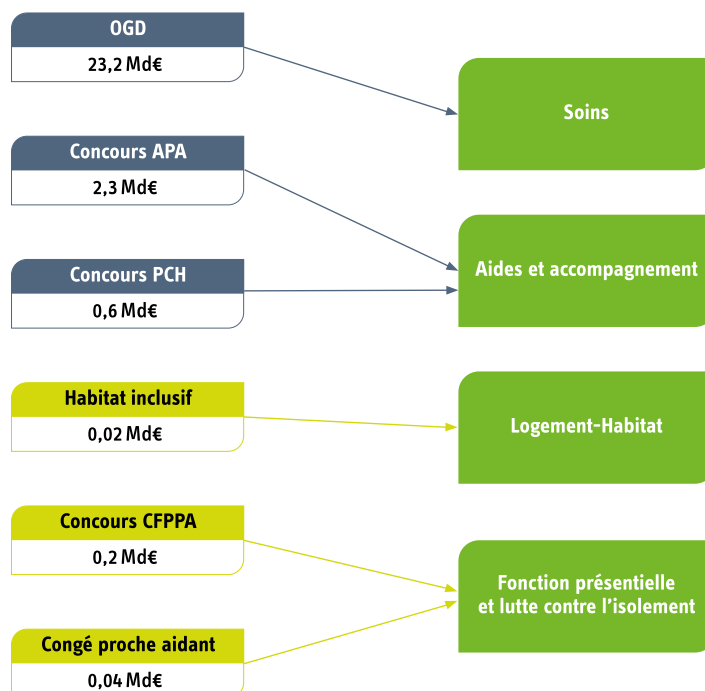 OGD
23,2 Md€
Soins
Concours APA
2,3 Md€
Aides et accompagnement
Concours PCH
0,6 Md€
Habitat inclusif
0,02 Md€
Logement-Habitat
Concours CFPPA
0,2 Md€
Fonction présentielle
et lutte contre l'isolement
Congé proche aidant
0,04 Md€